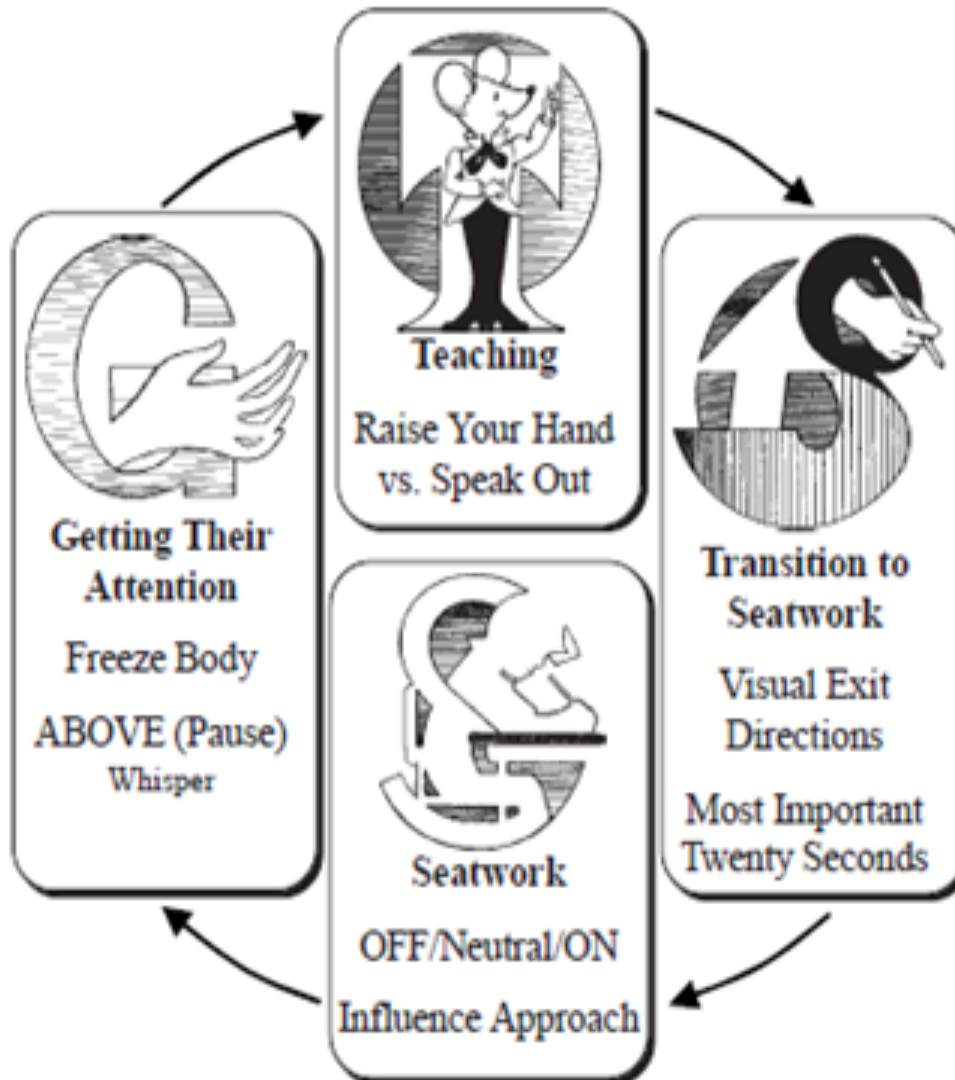 Getting Their
Attention
Freeze Body
ABOVE (Pause)
Whisper
Teaching
Raise Your Hand
vs. Speak Out
Transition to
Seatwork
Visual Exit
Directions
Most Important
Twenty Seconds
Seatwork
OFF/Neutral/ON
Influence Approach